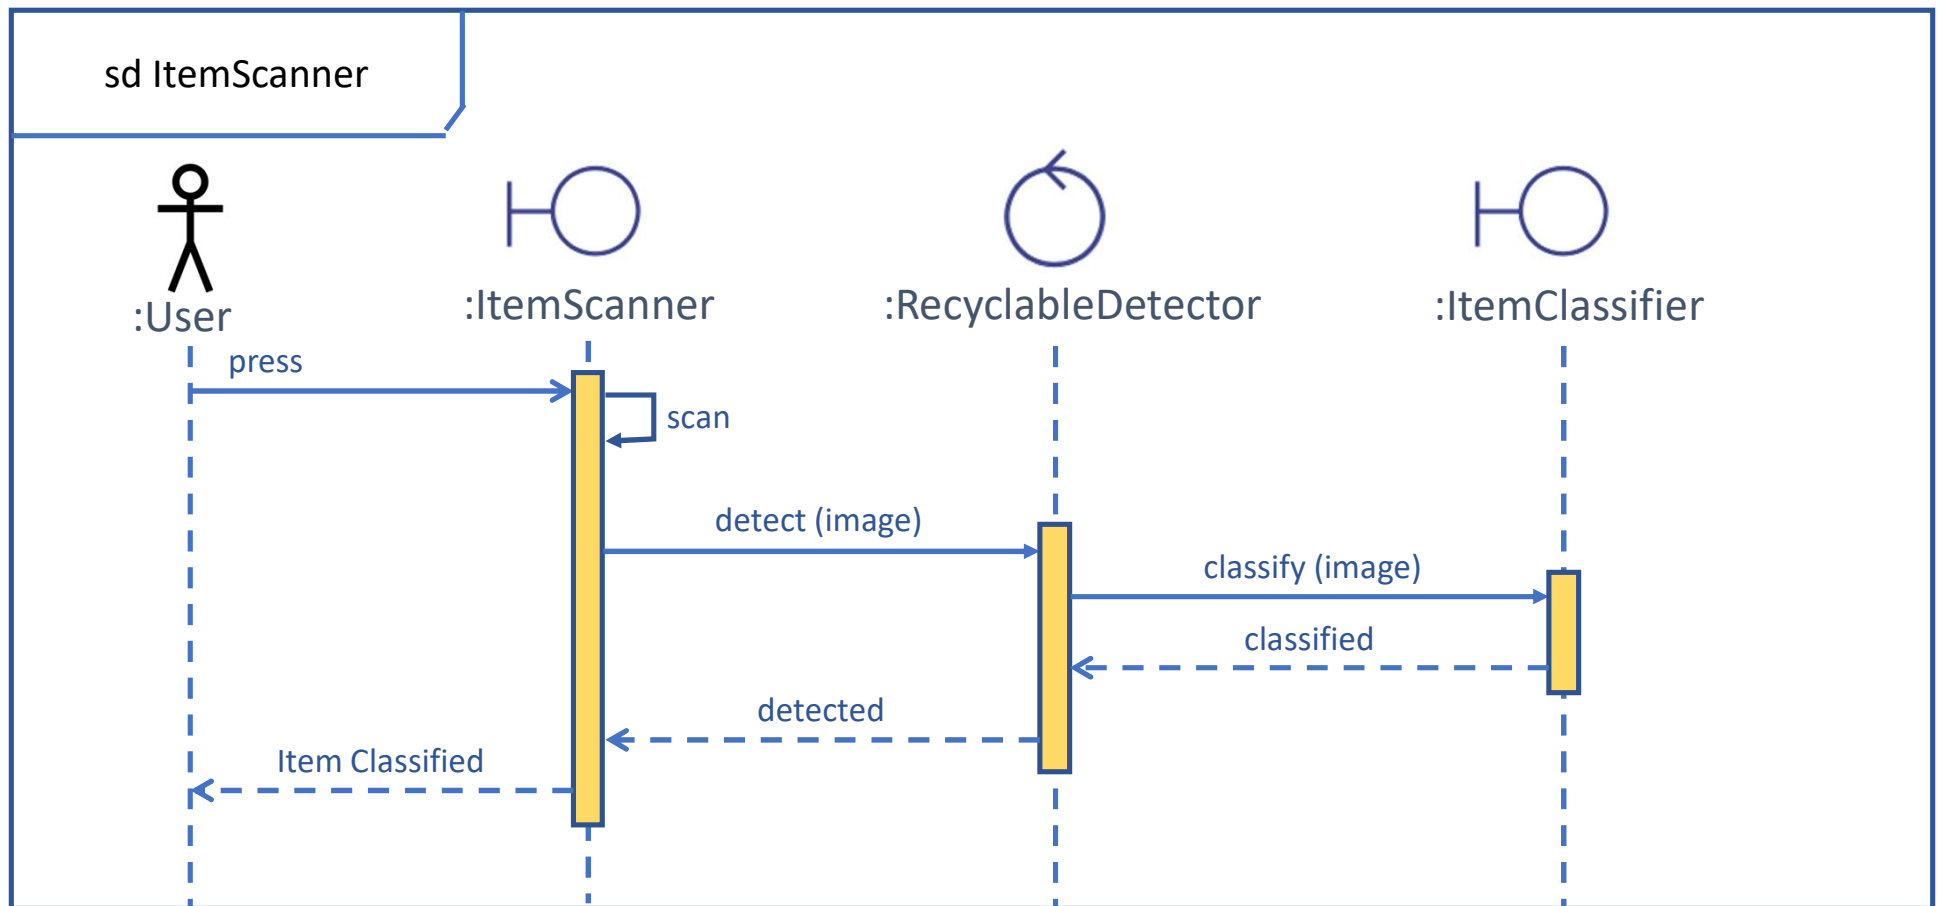 sd ItemScanner
:User
:ItemScanner
:RecyclableDetector
:ItemClassifier
press
scan
detect (image)
classify (image)
classified
detected
Item Classified